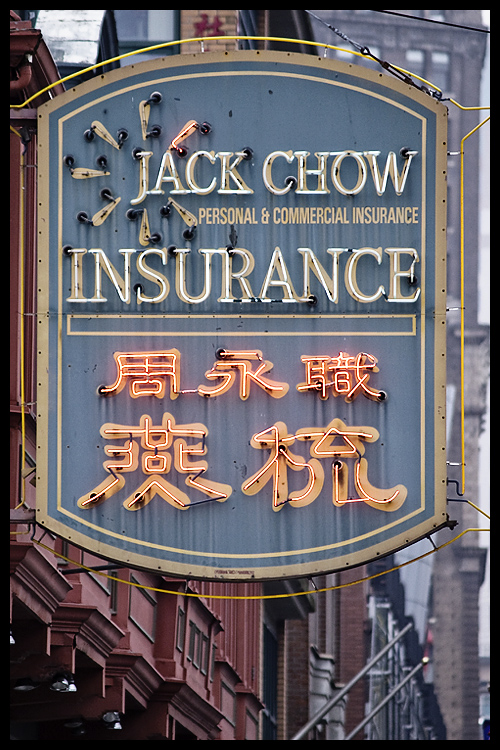 JACK CHOW
PERSONAL & COMMERCIAL INSURANCE
INSURANCE
周永職
燕梳